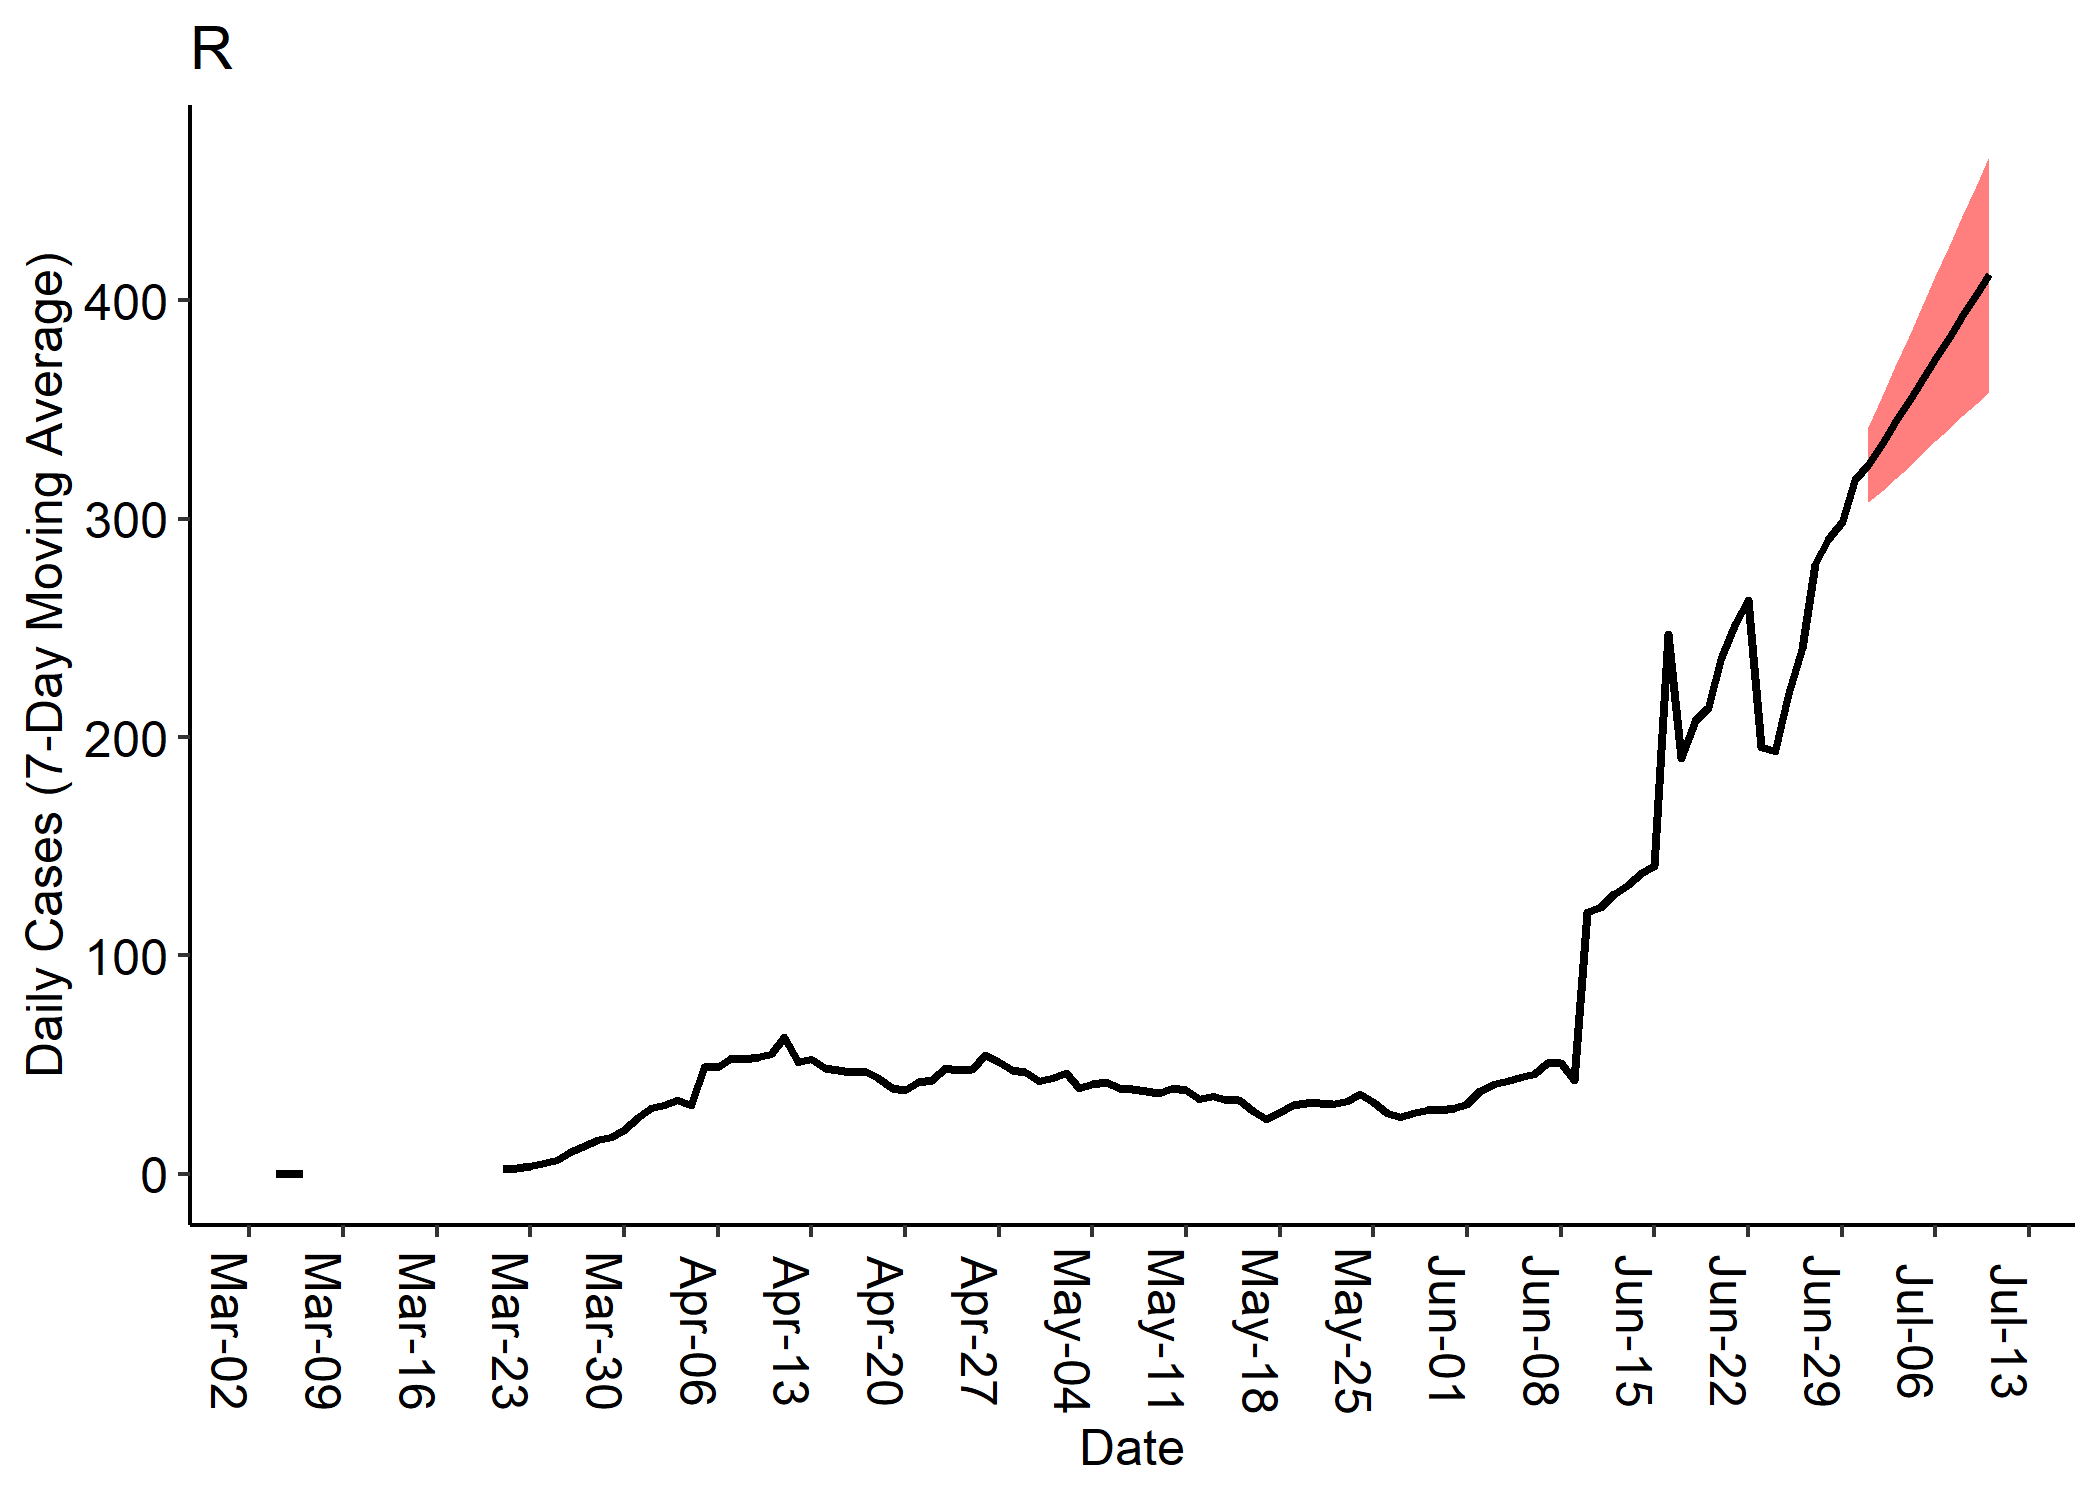 R
Daily Cases (7-Day Moving Average)
400
300
200
100
0
Mar-02
Mar-09
Mar-16
Mar-23
Mar-30
Apr-06
Apr-13
Apr-20
Apr-27
May-04
May-11
May-18
May-25
Jun-01
Jun-08
Jun-15
Jun-22
Jun-29
Jul-06
Jul-13
Date